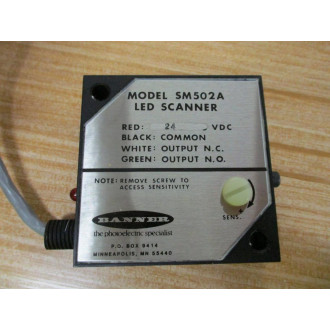 MODEL SM502A
LED SCANNER
RED: 24 VDC
BLACK: COMMON
WHITE: OUTPUT N.C.
GREEN: OUTPUT N.O.
NOTE: REMOVE SCREW TO
ACCESS SENSITIVITY
SENS.
+
BANNER
the photoelectric specialist
P.O. BOX 9414
MINNEAPOLIS, MN 55440